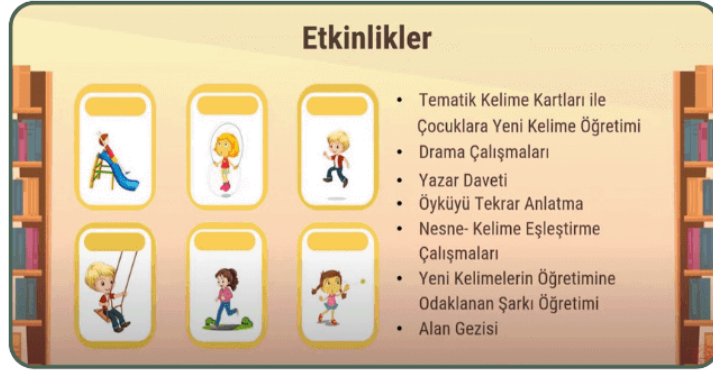 Etkinlikler
• Tematik Kelime Kartları ile
Çocuklara Yeni Kelime Öğretimi
• Drama Çalışmaları
• Yazar Daveti
• Öyküyü Tekrar Anlatma
• Nesne- Kelime Eşleştirme
Çalışmaları
• Yeni Kelimelerin Öğretimine
Odaklanan Şarkı Öğretimi
• Alan Gezisi